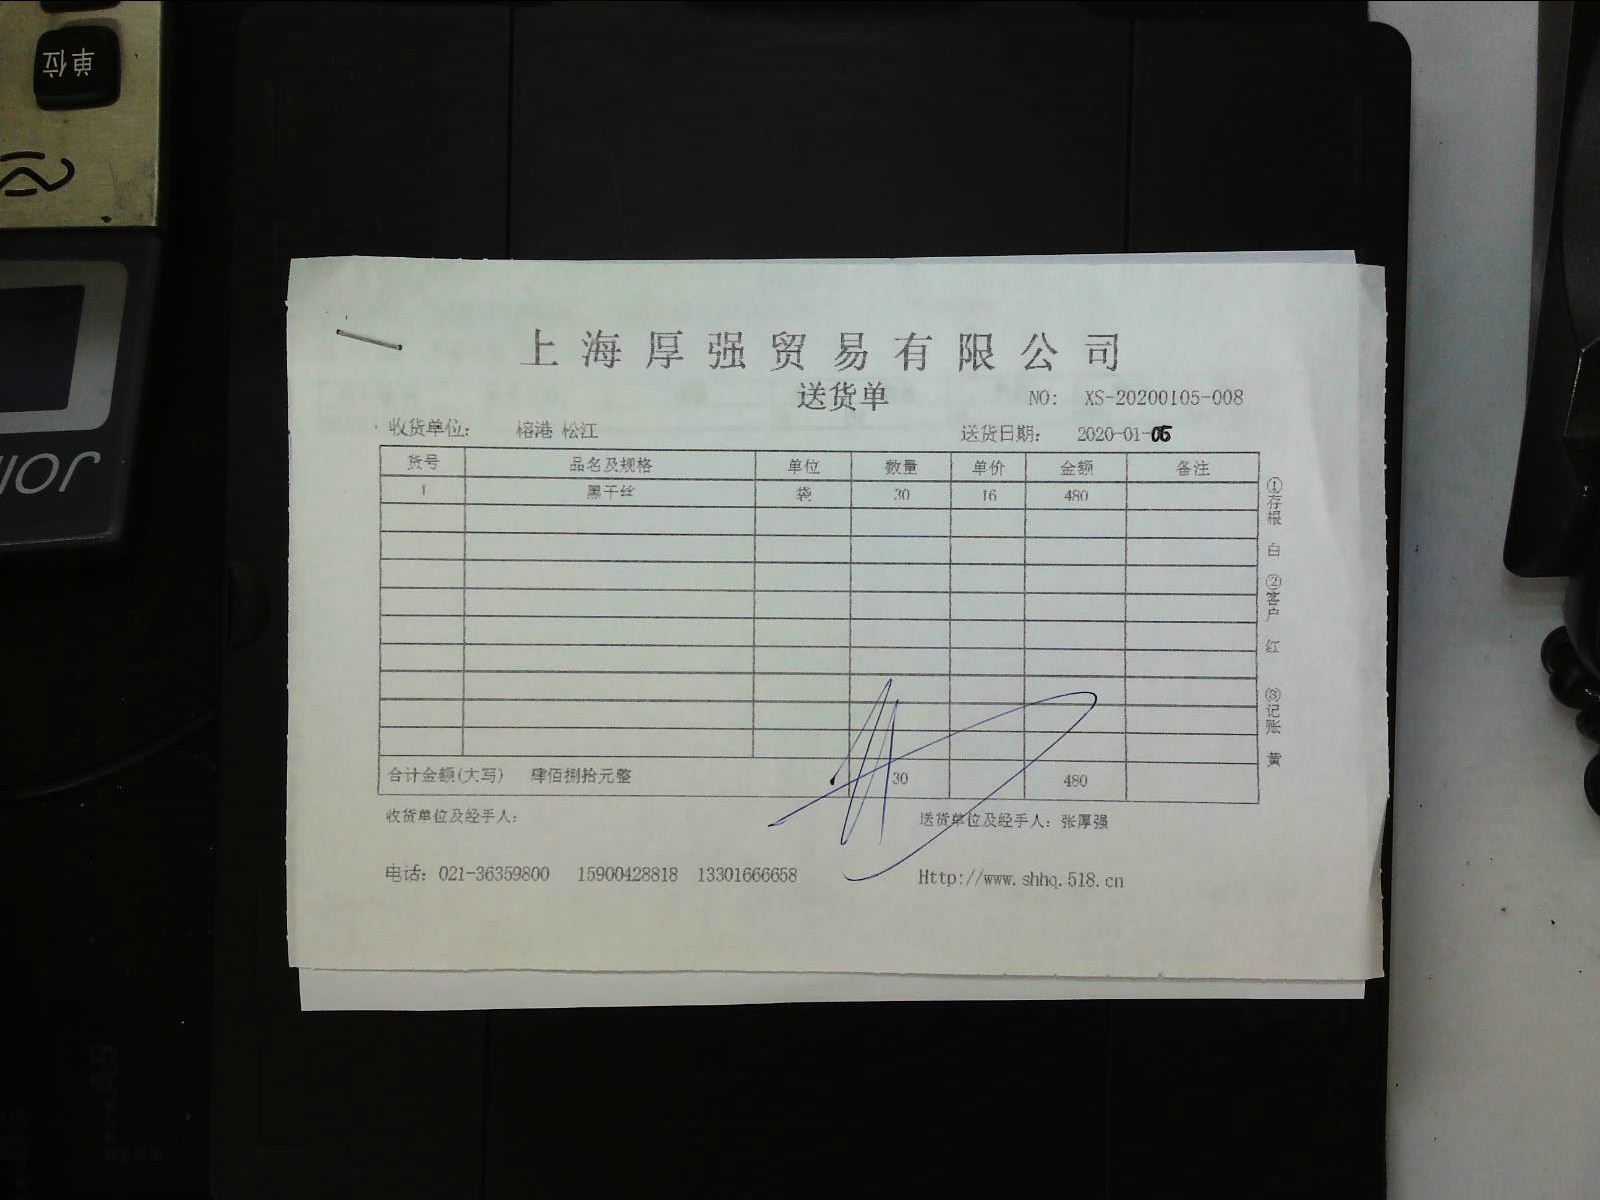 单位
上海厚强贸易有限公司
送货单
NO: XS-20200105-008
收货单位: 榕港 松江
送货日期: 2020-01-05
货号 品名及规格 单位 数量 单价 金额 备注
1 黑干丝 袋 30 16 480
合计金额(大写) 肆佰捌拾元整 30 480
收货单位及经手人:
送货单位及经手人: 张厚强
电话: 021-36359800 15900428818 13301666658
Http://www.shhq.518.cn
①存根 白 ②客户 红 ③记账 黄